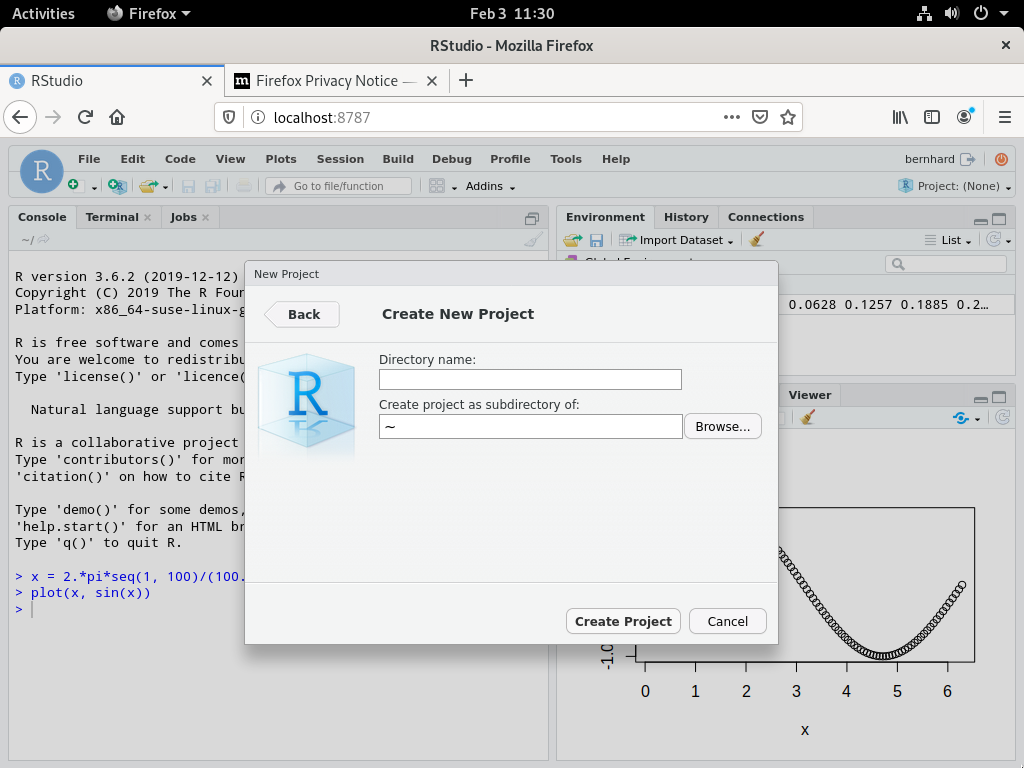 Activities
Firefox
Feb 3 11:30
RStudio - Mozilla Firefox
RStudio
Firefox Privacy Notice —
localhost:8787
File Edit Code View Plots Session Build Debug Profile Tools Help
bernhard
Go to file/function
Addins
Project: (None)
Console Terminal Jobs
~/
R version 3.6.2 (2019-12-12)
Copyright (C) 2019 The R Foun
Platform: x86_64-suse-linux-g
R is free software and comes
You are welcome to redistribu
Type 'license()' or 'licence(
Natural language support bu
R is a collaborative project
Type 'contributors()' for mor
'citation()' on how to cite R
Type 'demo()' for some demos,
'help.start()' for an HTML br
Type 'q()' to quit R.
> x = 2.*pi*seq(1, 100)/(100.
> plot(x, sin(x))
>
Environment History Connections
Import Dataset
List
0.0628 0.1257 0.1885 0.2…
Viewer
-1.0
0 1 2 3 4 5 6
x
New Project
Back
Create New Project
R
Directory name:
Create project as subdirectory of:
~
Browse...
Create Project
Cancel